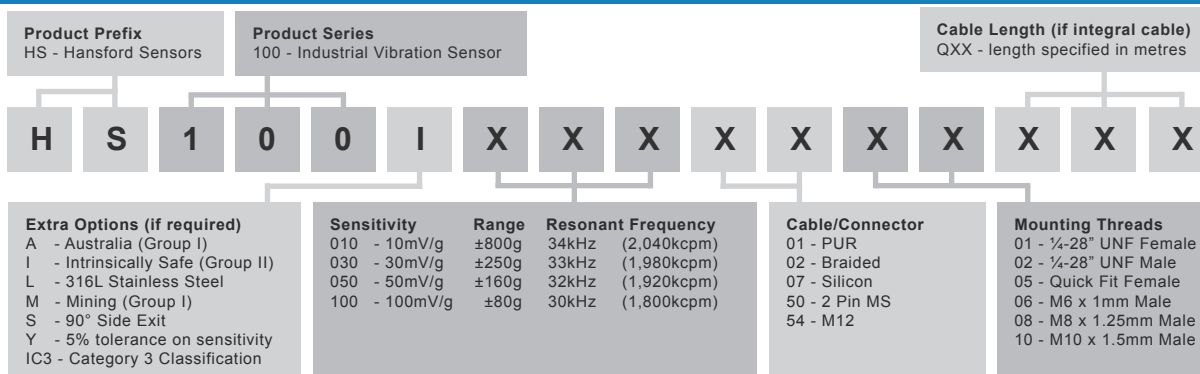 Product Prefix
HS - Hansford Sensors
Product Series
100 - Industrial Vibration Sensor
Cable Length (if integral cable)
QXX - length specified in metres
H S 1 0 0 I X X X X X X X X X X
Extra Options (if required)
A - Australia (Group I)
I - Intrinsically Safe (Group II)
L - 316L Stainless Steel
M - Mining (Group I)
S - 90° Side Exit
Y - 5% tolerance on sensitivity
IC3 - Category 3 Classification
Sensitivity Range Resonant Frequency
010 - 10mV/g ±800g 34kHz (2,040kcpm)
030 - 30mV/g ±250g 33kHz (1,980kcpm)
050 - 50mV/g ±160g 32kHz (1,920kcpm)
100 - 100mV/g ±80g 30kHz (1,800kcpm)
Cable/Connector
01 - PUR
02 - Braided
07 - Silicon
50 - 2 Pin MS
54 - M12
Mounting Threads
01 - ¼-28” UNF Female
02 - ¼-28” UNF Male
05 - Quick Fit Female
06 - M6 x 1mm Male
08 - M8 x 1.25mm Male
10 - M10 x 1.5mm Male